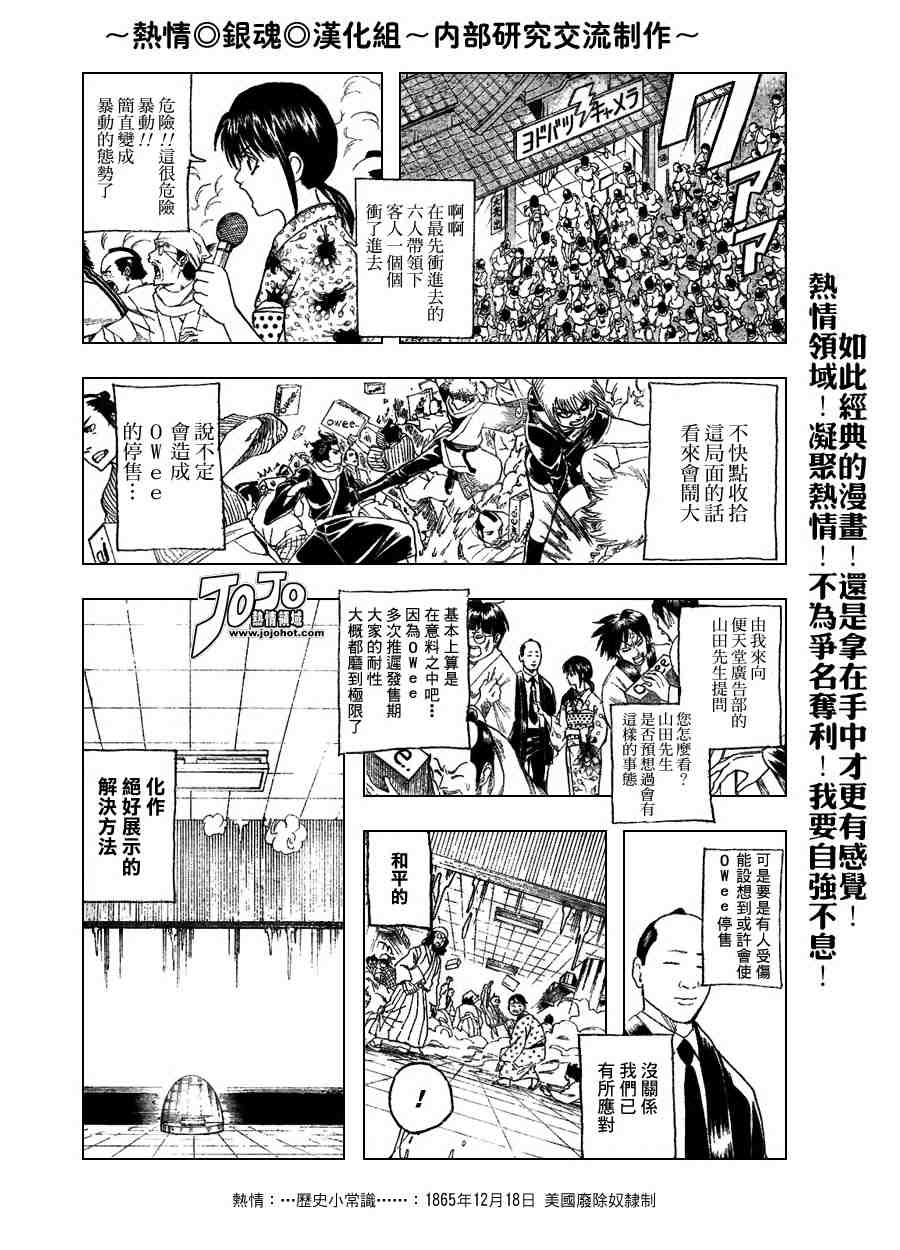 ～熱情◎銀魂◎漢化組～内部研究交流制作～
ヨドバツキャメラ
ワァァ
啊啊
在最先衝進去的
六人帶領下
客人一個個
衝了進去
危險!!這很危險
暴動!!
簡直變成
暴動的態勢了
不快點收拾
這局面的話
看來會鬧大
owee
owee
說不定
會造成
OWee
的停售…
由我來向
便天堂廣告部的
山田先生提問
您怎麼看?
山田先生
是否預想過會有
這樣的事態
基本上算是
在意料之中吧…
因為OWee
多次推遲發售期
大家的耐性
大概都磨到極限了
owee
JOJO
熱情領域
www.jojohot.com
可是要是有人受傷
能設想到或許會使
OWee停售
沒關係
我們已
有所應對
和平的
!
化作
絕好展示的
解決方法
如此經典的漫畫!還是拿在手中才更有感覺!
熱情領域!凝聚熱情!不為爭名奪利!我要自強不息!
熱情：…歷史小常識……：1865年12月18日 美國廢除奴隸制